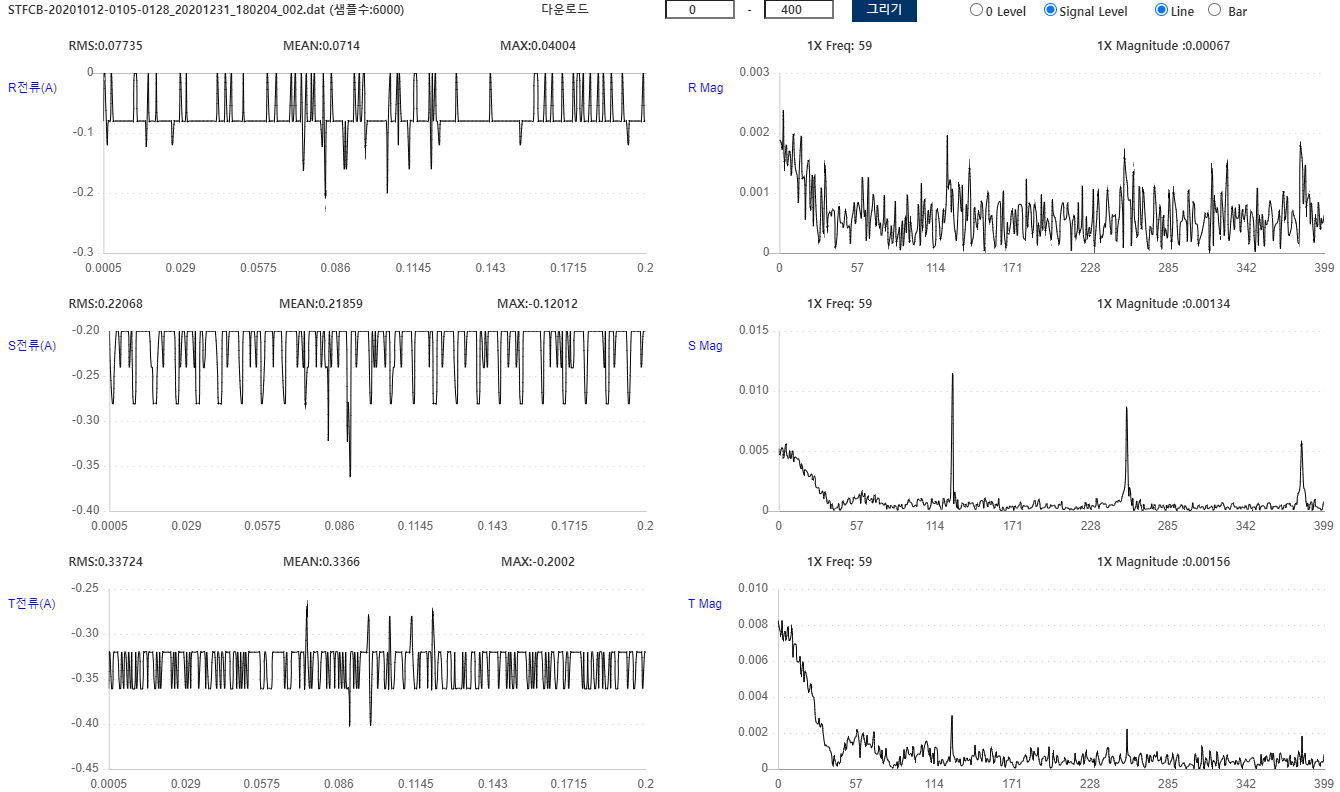 STFCB-20201012-0105-0128_20201231_180204_002.dat (샘플수:6000) 다운로드 0 - 400 그리기 0 Level Signal Level Line Bar
RMS:0.07735 MEAN:0.0714 MAX:0.04004 1X Freq: 59 1X Magnitude :0.00067
R전류(A)
0
-0.1
-0.2
-0.3
0.0005 0.029 0.0575 0.086 0.1145 0.143 0.1715 0.2
R Mag
0.003
0.002
0.001
0
0 57 114 171 228 285 342 399
RMS:0.22068 MEAN:0.21859 MAX:-0.12012 1X Freq: 59 1X Magnitude :0.00134
S전류(A)
-0.20
-0.25
-0.30
-0.35
-0.40
0.0005 0.029 0.0575 0.086 0.1145 0.143 0.1715 0.2
S Mag
0.015
0.010
0.005
0
0 57 114 171 228 285 342 399
RMS:0.33724 MEAN:0.3366 MAX:-0.2002 1X Freq: 59 1X Magnitude :0.00156
T전류(A)
-0.25
-0.30
-0.35
-0.40
-0.45
0.0005 0.029 0.0575 0.086 0.1145 0.143 0.1715 0.2
T Mag
0.010
0.008
0.006
0.004
0.002
0
0 57 114 171 228 285 342 399